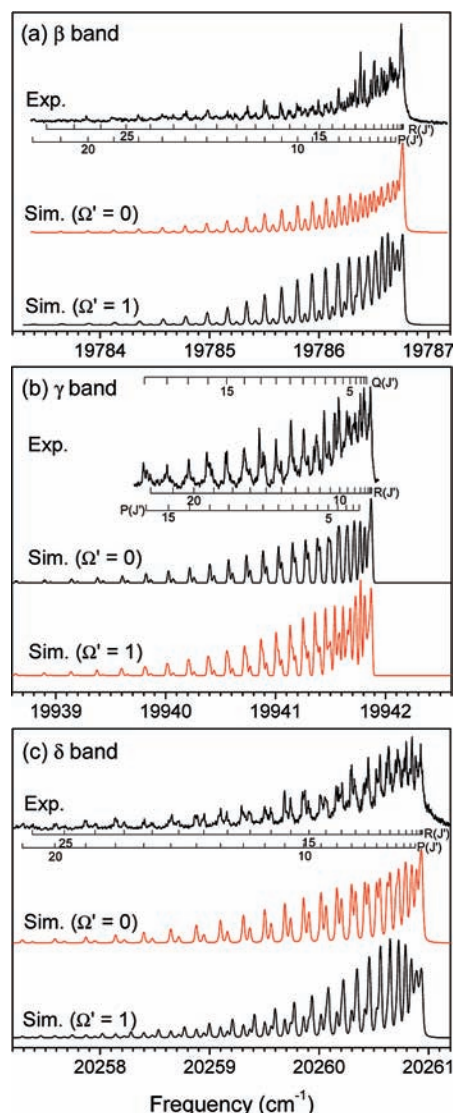 (a) β band
Exp.
25 15
R(J')
20 10
P(J')
Sim. (Ω' = 0)
Sim. (Ω' = 1)
19784 19785 19786 19787
(b) γ band
15 5
Q(J')
Exp.
20 10
R(J')
P(J')
15 5
Sim. (Ω' = 0)
Sim. (Ω' = 1)
19939 19940 19941 19942
(c) δ band
Exp.
25 15
R(J')
20 10
P(J')
Sim. (Ω' = 0)
Sim. (Ω' = 1)
20258 20259 20260 20261
Frequency (cm⁻¹)